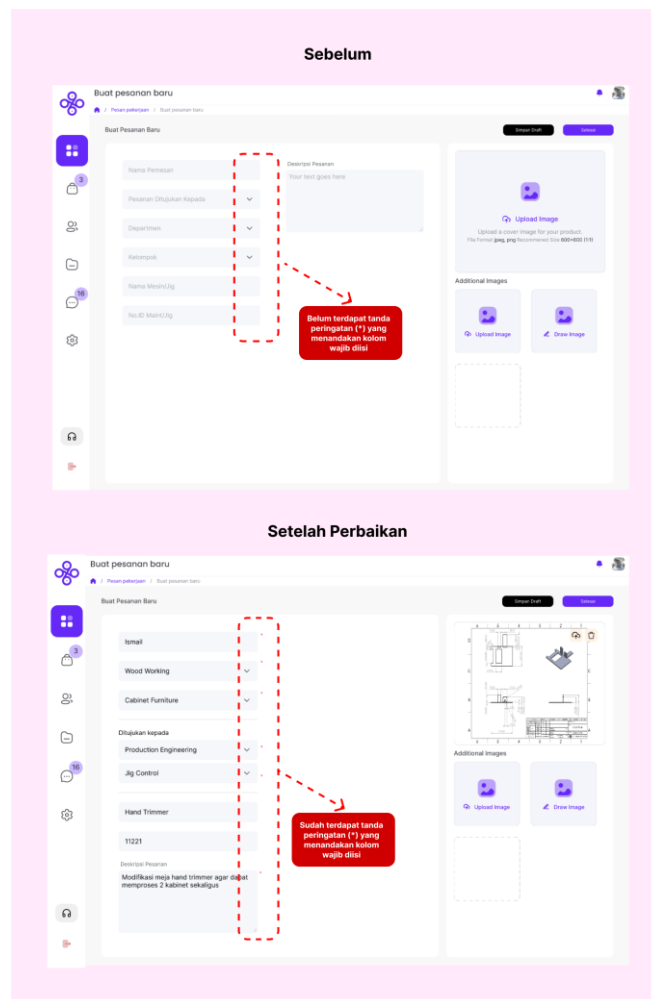 Sebelum
Buat pesanan baru
/ Pesan pekerjaan / Buat pesanan baru
Buat Pesanan Baru
Simpan Draft
Selesai
3
16
Nama Pemesan
Pesanan Ditujukan Kepada
Departmen
Kelompok
Nama Mesin/Jig
No.ID Mein/Jig
Deskripsi Pesanan
Your text goes here
Belum terdapat tanda
peringatan (*) yang
menandakan kolom
wajib diisi
Upload Image
Upload a cover image for your product.
File Format jpeg, png Recommened Size 600x600 (1:1)
Additional Images
Upload Image
Draw Image
Setelah Perbaikan
Buat pesanan baru
/ Pesan pekerjaan / Buat pesanan baru
Buat Pesanan Baru
Simpan Draft
Selesai
3
16
Ismail *
Wood Working *
Cabinet Furniture *
Ditujukan kepada
Production Engineering *
Jig Control *
Hand Trimmer
11221
Deskripsi Pesanan
Modifikasi meja hand trimmer agar dapat *
memproses 2 kabinet sekaligus
Sudah terdapat tanda
peringatan (*) yang
menandakan kolom
wajib diisi
Additional Images
Upload Image
Draw Image